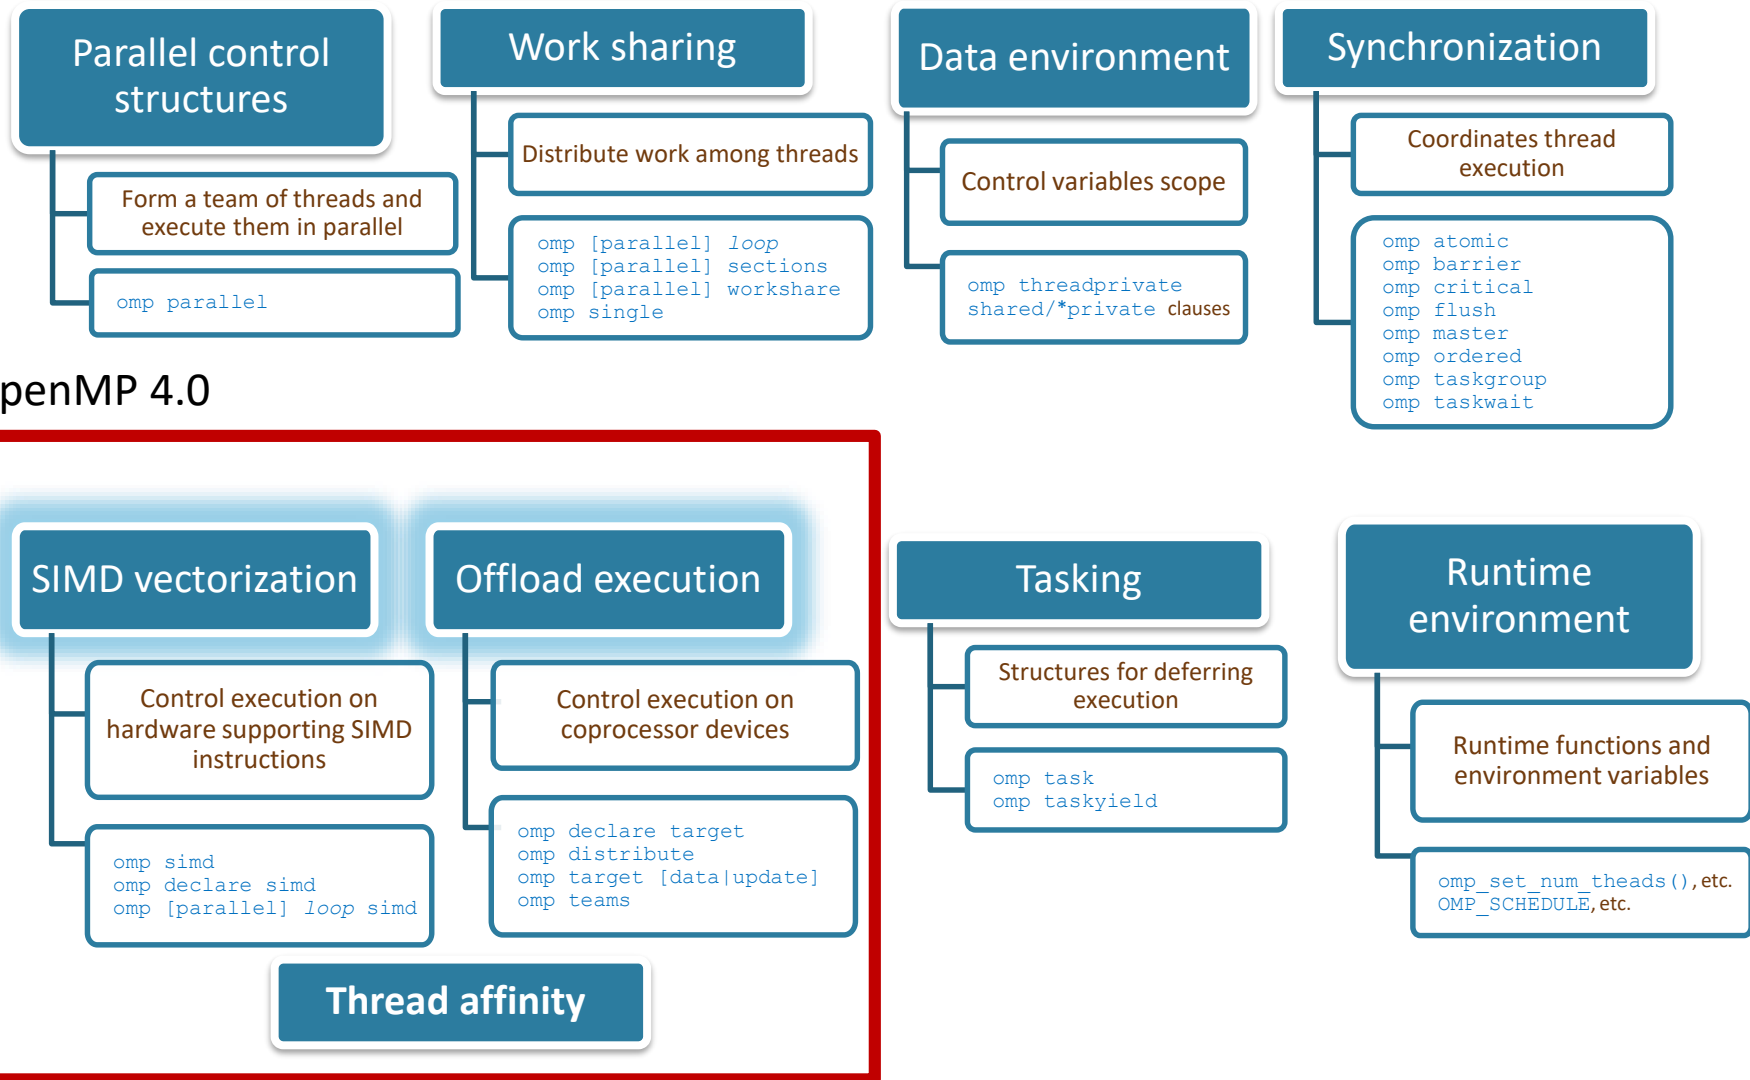 Parallel control
structures
Form a team of threads and
execute them in parallel
omp parallel
Work sharing
Distribute work among threads
omp [parallel] loop
omp [parallel] sections
omp [parallel] workshare
omp single
Data environment
Control variables scope
omp threadprivate
shared/*private clauses
Synchronization
Coordinates thread
execution
omp atomic
omp barrier
omp critical
omp flush
omp master
omp ordered
omp taskgroup
omp taskwait
penMP 4.0
SIMD vectorization
Control execution on
hardware supporting SIMD
instructions
omp simd
omp declare simd
omp [parallel] loop simd
Offload execution
Control execution on
coprocessor devices
omp declare target
omp distribute
omp target [data|update]
omp teams
Thread affinity
Tasking
Structures for deferring
execution
omp task
omp taskyield
Runtime
environment
Runtime functions and
environment variables
omp_set_num_theads(), etc.
OMP_SCHEDULE, etc.